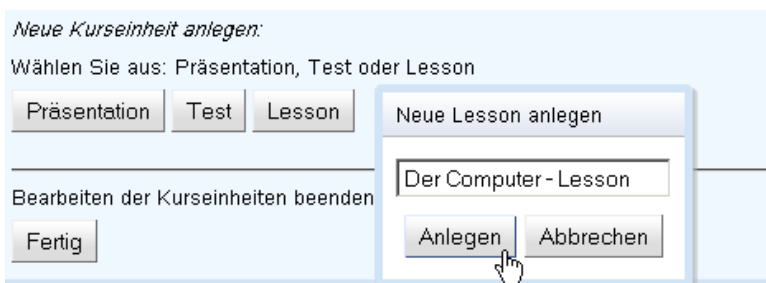 Neue Kurseinheit anlegen:
Wählen Sie aus: Präsentation, Test oder Lesson
Präsentation Test Lesson
Neue Lesson anlegen
Der Computer - Lesson
Anlegen Abbrechen
Bearbeiten der Kurseinheiten beenden
Fertig